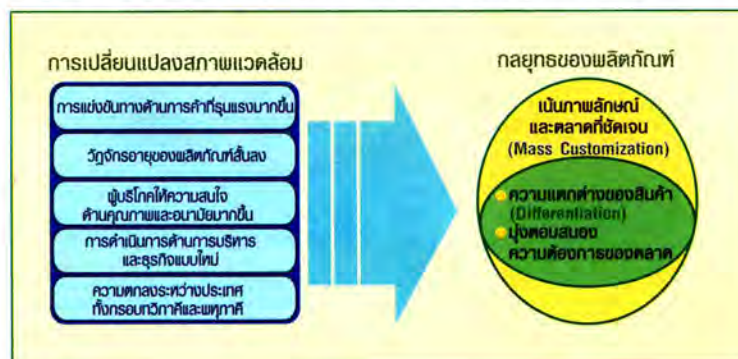 การเปลี่ยนแปลงสภาพแวดล้อม
การแข่งขันทางด้านการค้าที่รุนแรงมากขึ้น
วัฏจักรอายุของผลิตภัณฑ์สั้นลง
ผู้บริโภคให้ความสนใจ
ด้านคุณภาพและอนามัยมากขึ้น
การดำเนินการด้านการบริหาร
และธุรกิจแบบใหม่
ความตกลงระหว่างประเทศ
ทั้งกรอบทวิภาคีและพหุภาคี
กลยุทธของผลิตภัณฑ์
เน้นภาพลักษณ์
และตลาดที่ชัดเจน
(Mass Customization)
ความแตกต่างของสินค้า
(Differentiation)
มุ่งตอบสนอง
ความต้องการของตลาด